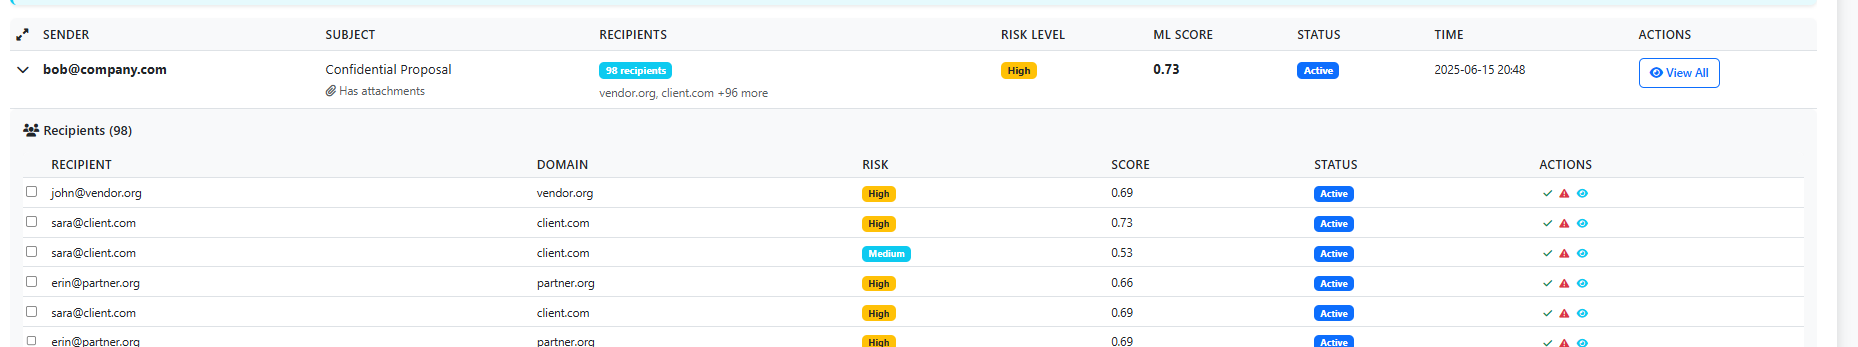 SENDER SUBJECT RECIPIENTS RISK LEVEL ML SCORE STATUS TIME ACTIONS
bob@company.com Confidential Proposal 98 recipients High 0.73 Active 2025-06-15 20:48 View All
Has attachments vendor.org, client.com +96 more
Recipients (98)
RECIPIENT DOMAIN RISK SCORE STATUS ACTIONS
john@vendor.org vendor.org High 0.69 Active
sara@client.com client.com High 0.73 Active
sara@client.com client.com Medium 0.53 Active
erin@partner.org partner.org High 0.66 Active
sara@client.com client.com High 0.69 Active
erin@partner.org partner.org High 0.69 Active